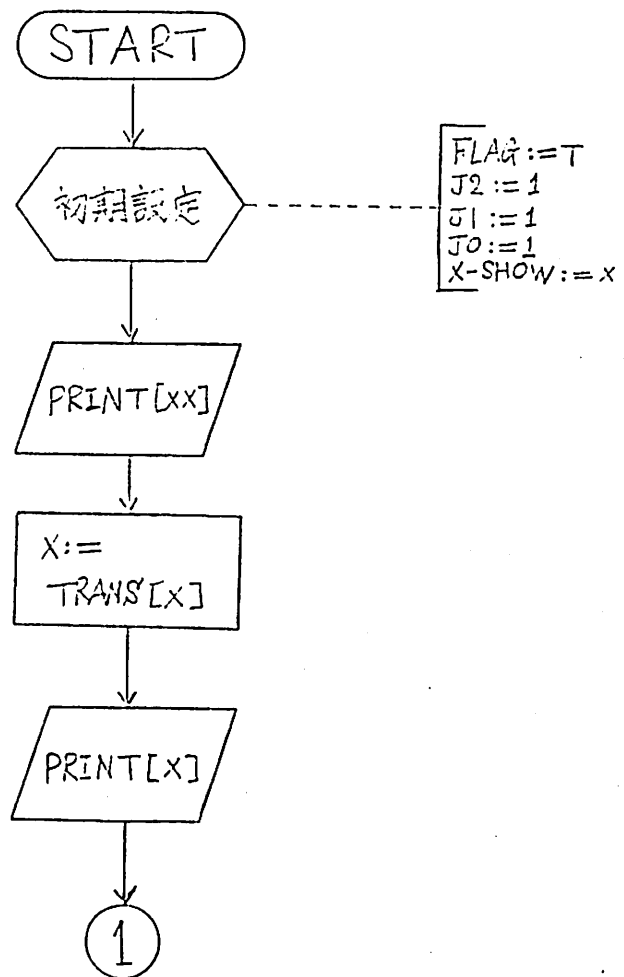 START
初期設定
FLAG:=T
J2:=1
J1:=1
J0:=1
X-SHOW:=X
PRINT[XX]
X:=
TRANS[X]
PRINT[X]
1